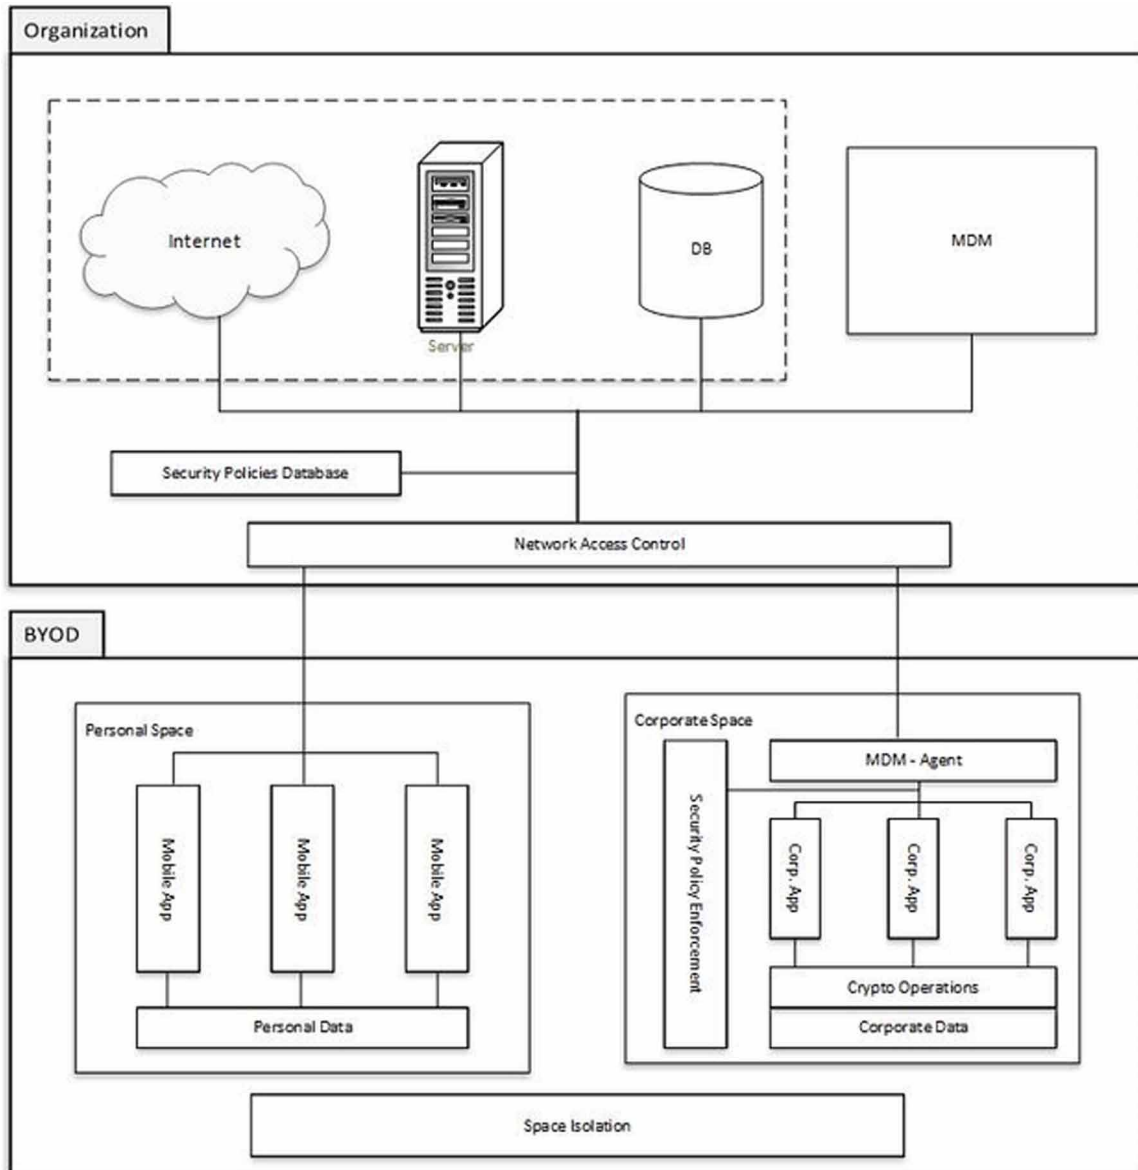 Organization
Internet
Server
DB
MDM
Security Policies Database
Network Access Control
BYOD
Personal Space
Mobile App
Mobile App
Mobile App
Personal Data
Corporate Space
MDM - Agent
Security Policy Enforcement
Corp. App
Corp. App
Corp. App
Crypto Operations
Corporate Data
Space Isolation